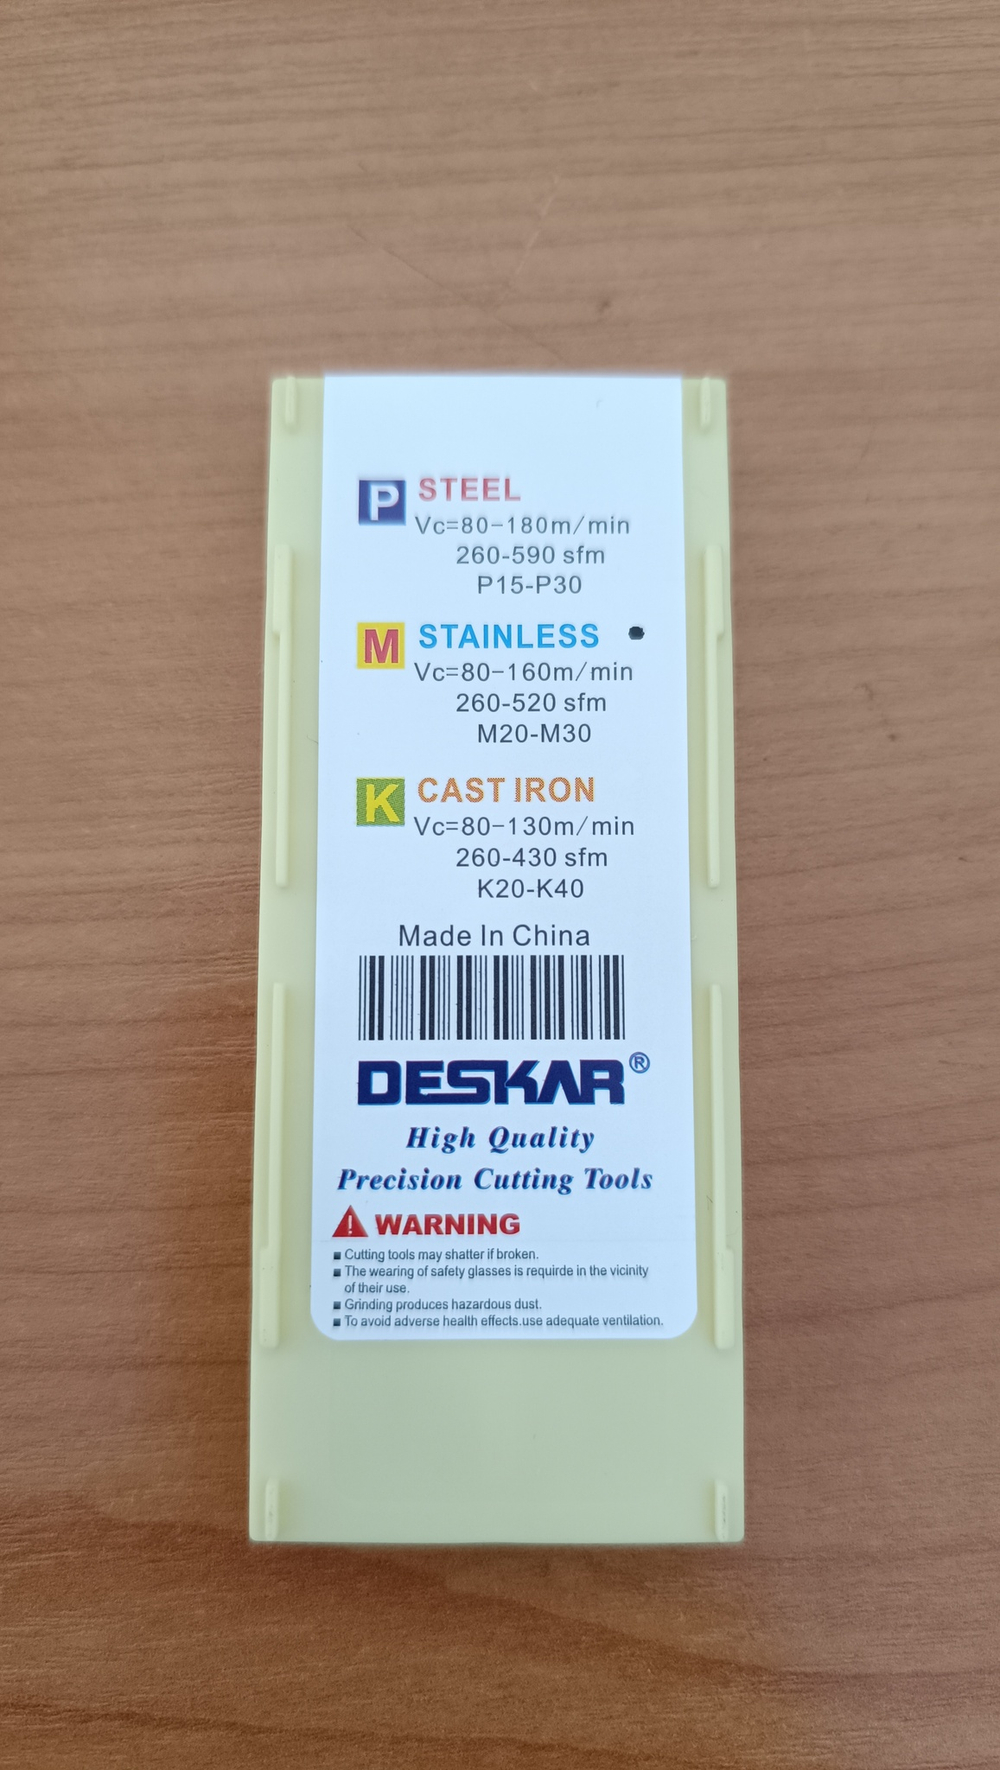 P STEEL
Vc=80-180m/min
260-590 sfm
P15-P30
M STAINLESS
Vc=80-160m/min
260-520 sfm
M20-M30
K CAST IRON
Vc=80-130m/min
260-430 sfm
K20-K40
Made In China
DESKAR®
High Quality
Precision Cutting Tools
! WARNING
■ Cutting tools may shatter if broken.
■ The wearing of safety glasses is requirde in the vicinity
of their use.
■ Grinding produces hazardous dust.
■ To avoid adverse health effects.use adequate ventilation.